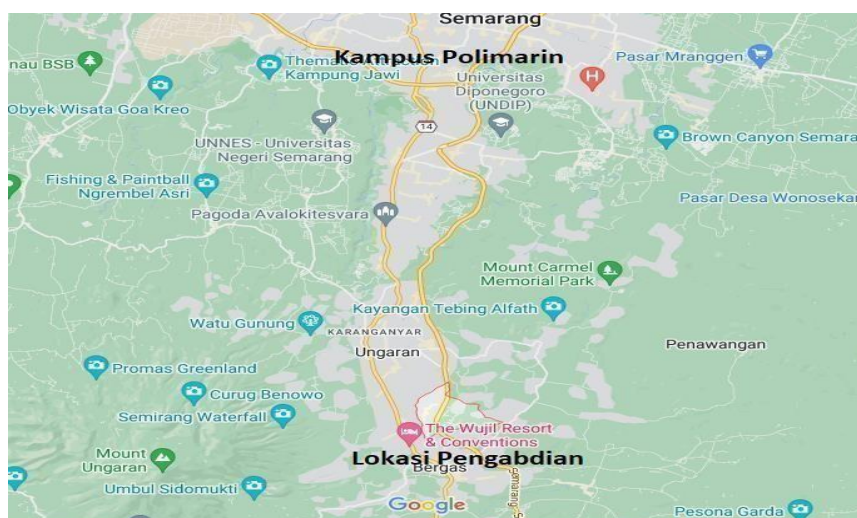 Semarang
Kampus Polimarin
nau BSB
Kampung Jawi
Pasar Mranggen
Obyek Wisata Goa Kreo
Universitas
Diponegoro
(UNDIP)
H
14
UNNES - Universitas
Negeri Semarang
Brown Canyon Semara
Fishing & Paintball
Ngrembel Asri
Pasar Desa Wonosekar
Pagoda Avalokitesvara
Mount Carmel
Memorial Park
Kayangan Tebing Alfath
Watu Gunung
KARANGANYAR
Ungaran
Penawangan
Promas Greenland
Curug Benowo
Semirang Waterfall
The Wujil Resort
& Conventions
Lokasi Pengabdian
Bergas
Mount
Ungaran
Umbul Sidomukti
Google
Pesona Garda